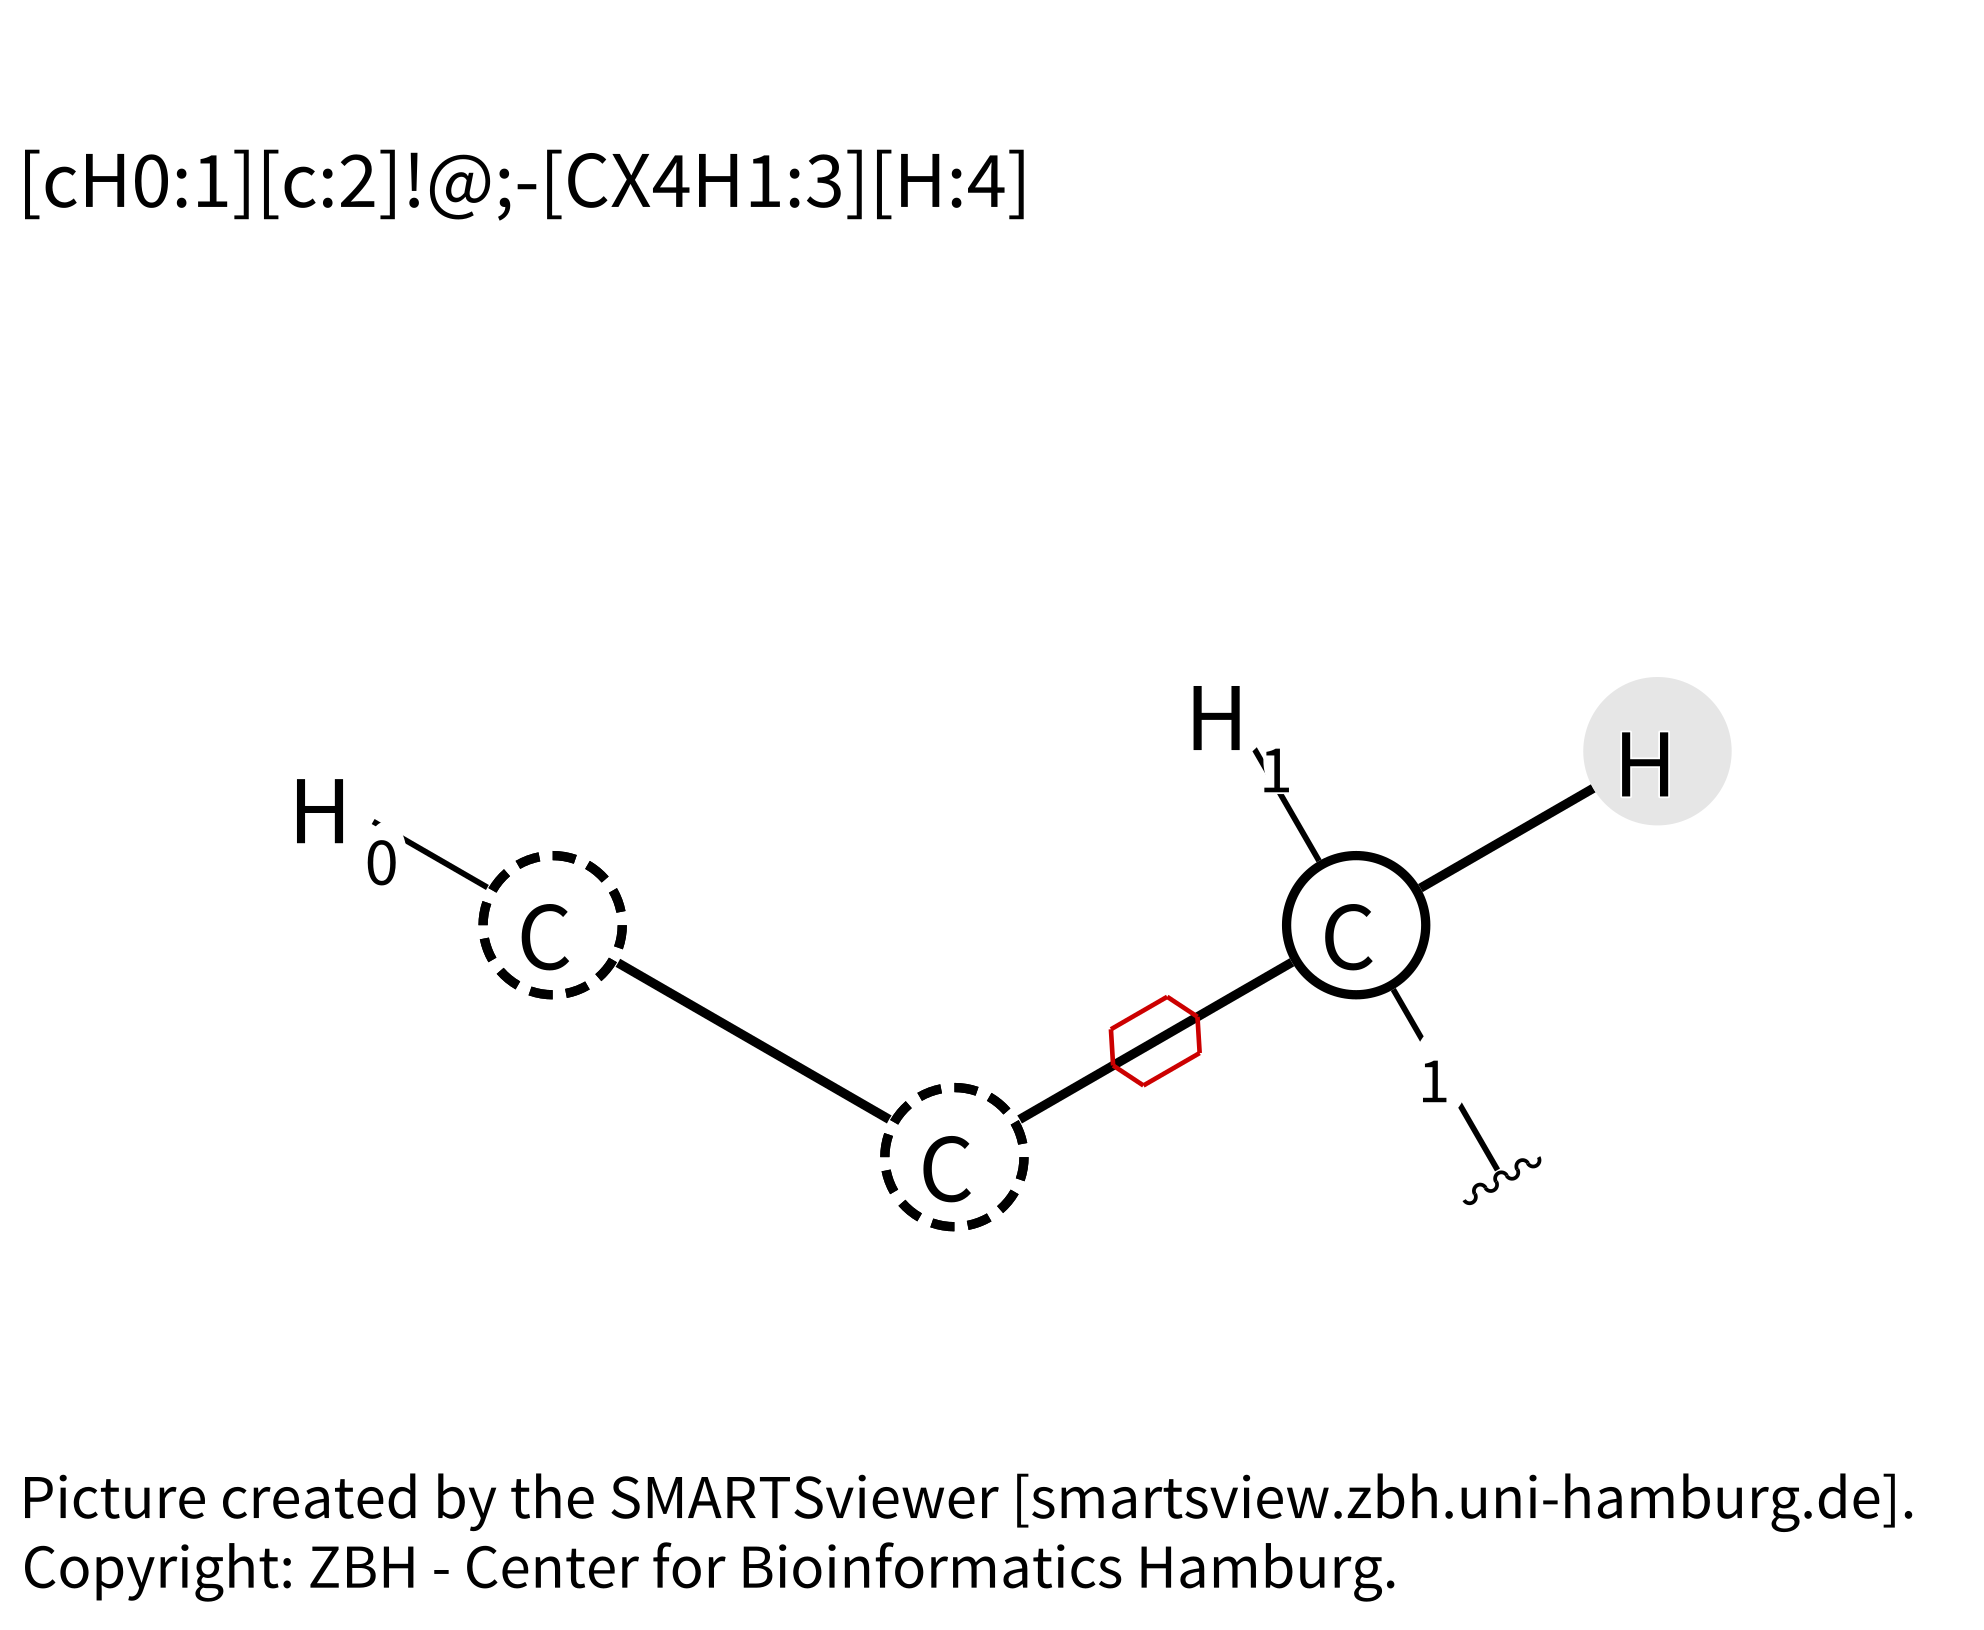 [cH0:1][c:2]!@;-[CX4H1:3][H:4]
H
1
H
H
0
C
C
1
C
Picture created by the SMARTSviewer [smartsview.zbh.uni-hamburg.de].
Copyright: ZBH - Center for Bioinformatics Hamburg.